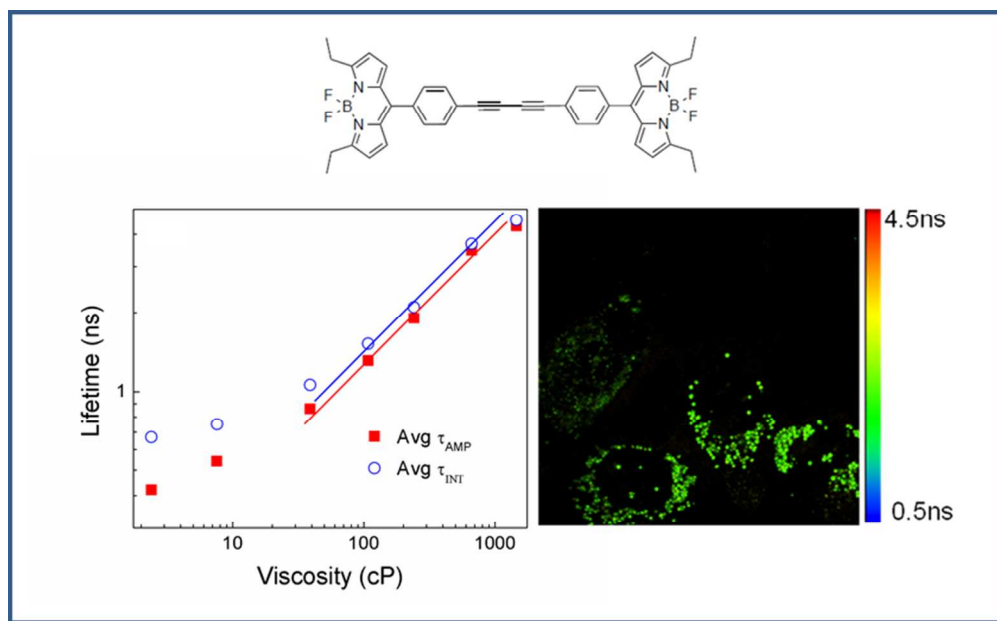 F
F
B
N
N
N
N
B
F
F
Lifetime (ns)
1
Avg τAMP
Avg τINT
10
100
1000
Viscosity (cP)
4.5ns
0.5ns